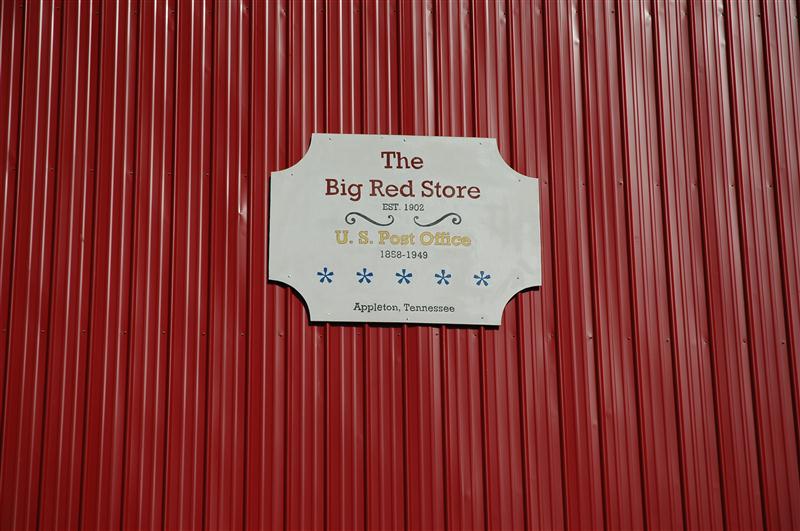 The
Big Red Store
EST. 1902
U. S. Post Office
1858-1949
* * * * *
Appleton, Tennessee